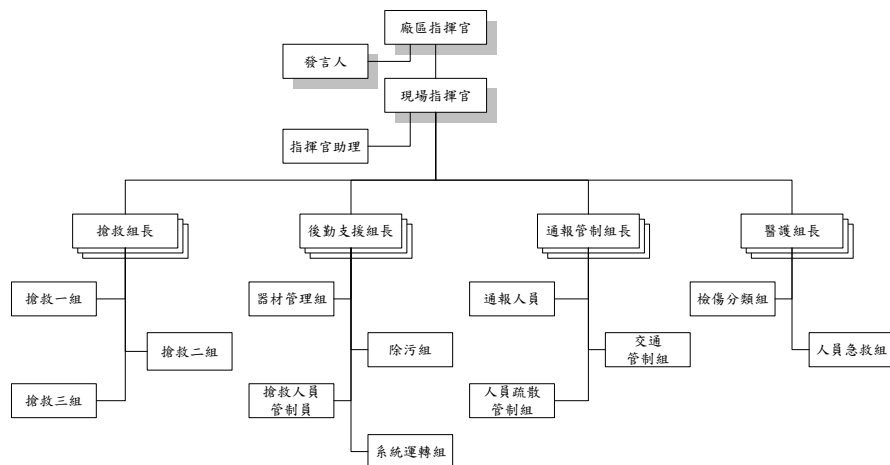 廠區指揮官
發言人
現場指揮官
指揮官助理
搶救組長
後勤支援組長
通報管制組長
醫護組長
搶救一組
器材管理組
通報人員
檢傷分類組
搶救二組
除污組
交通
管制組
人員急救組
搶救三組
搶救人員
管制員
人員疏散
管制組
系統運轉組